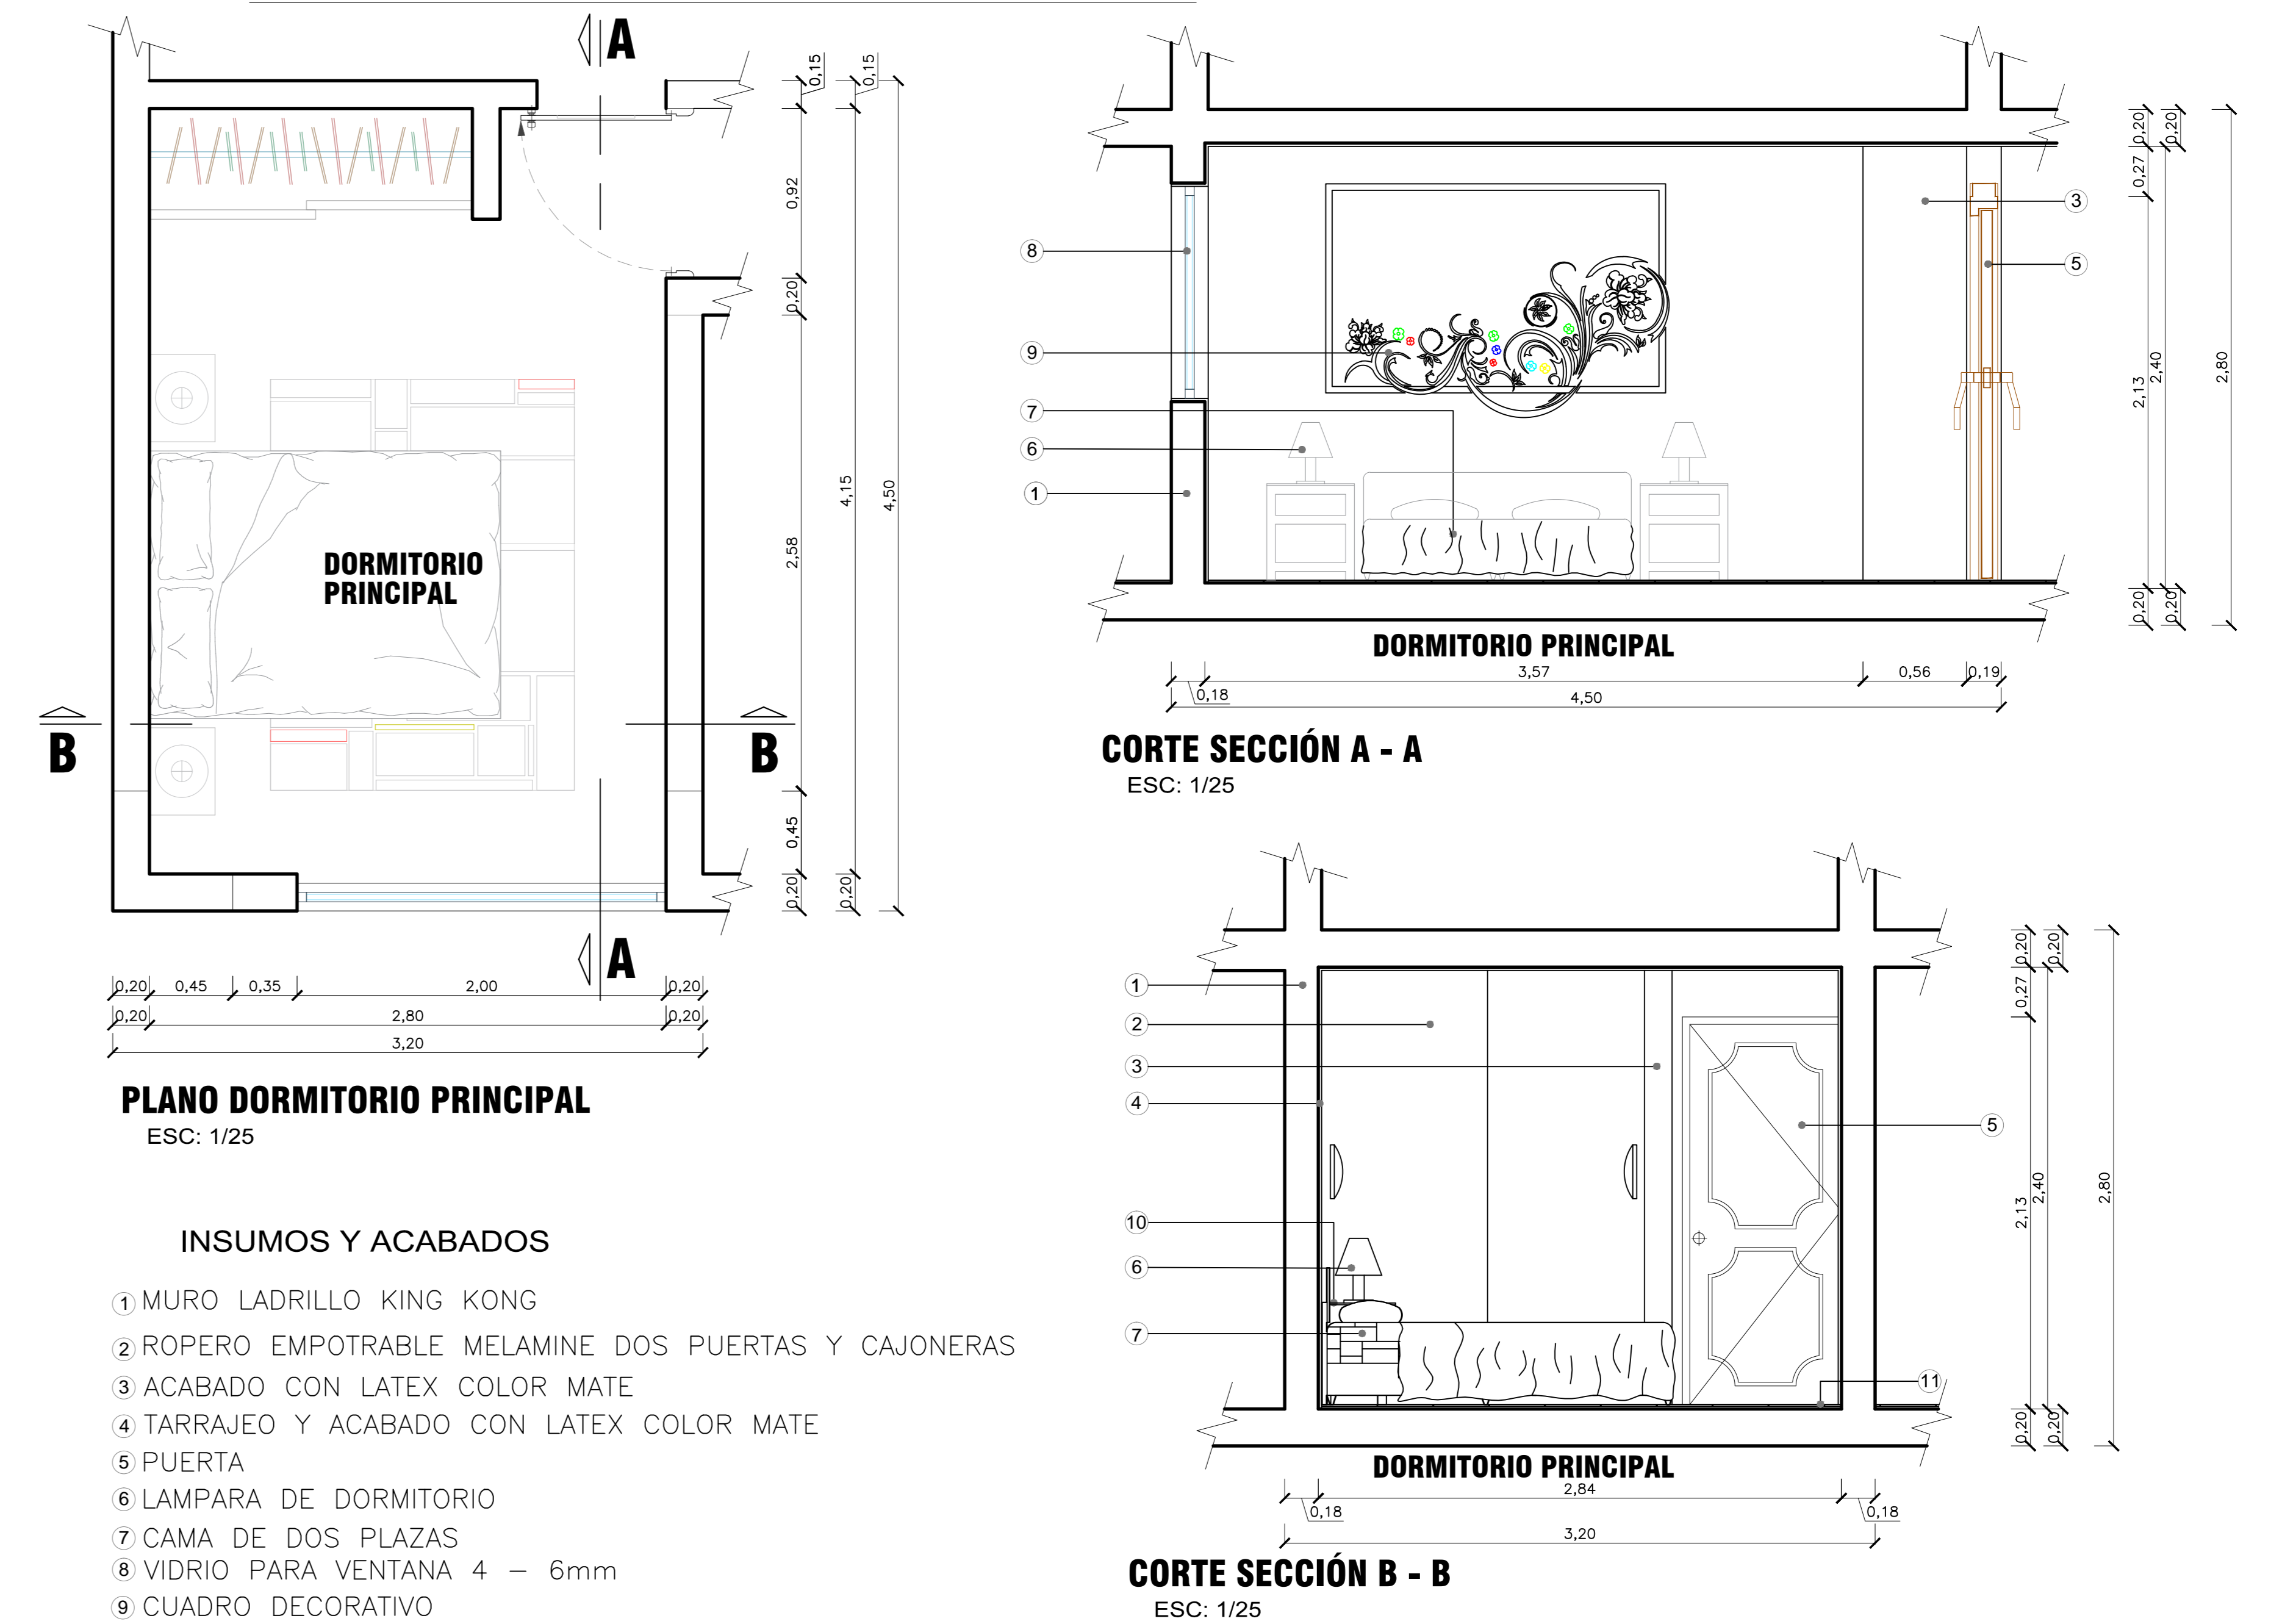 A
0,15
0,15
0,92
0,20
2,58
4,15
4,50
0,45
0,20
0,20
DORMITORIO
PRINCIPAL
B
B
A
0,20
0,45
0,35
2,00
0,20
0,20
2,80
0,20
3,20
PLANO DORMITORIO PRINCIPAL
ESC: 1/25
INSUMOS Y ACABADOS
1 MURO LADRILLO KING KONG
2 ROPERO EMPOTRABLE MELAMINE DOS PUERTAS Y CAJONERAS
3 ACABADO CON LATEX COLOR MATE
4 TARRAJEO Y ACABADO CON LATEX COLOR MATE
5 PUERTA
6 LAMPARA DE DORMITORIO
7 CAMA DE DOS PLAZAS
8 VIDRIO PARA VENTANA 4 – 6mm
9 CUADRO DECORATIVO
8
9
7
6
1
3
5
0,20
0,20
0,27
2,13
2,40
2,80
0,20
0,20
DORMITORIO PRINCIPAL
3,57
0,56
0,19
0,18
4,50
CORTE SECCIÓN A - A
ESC: 1/25
1
2
3
4
10
6
7
5
11
0,20
0,20
0,27
2,13
2,40
2,80
0,20
0,20
DORMITORIO PRINCIPAL
2,84
0,18
0,18
3,20
CORTE SECCIÓN B - B
ESC: 1/25